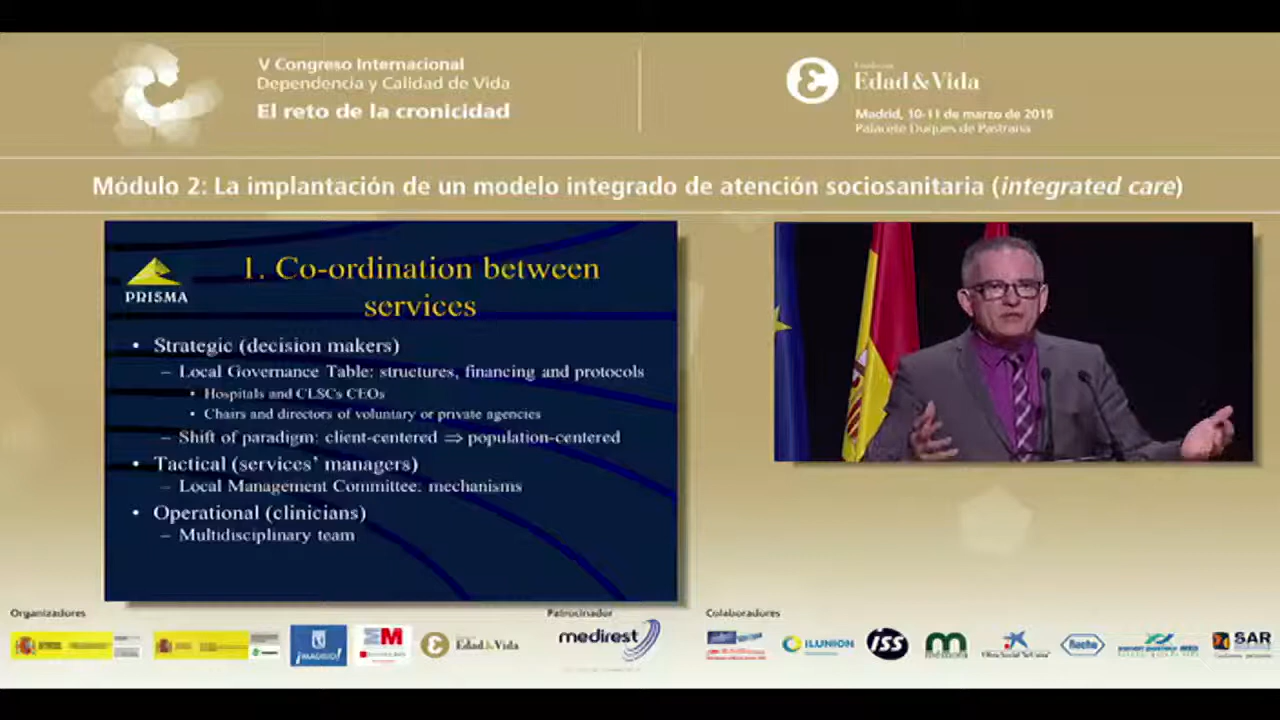 V Congreso Internacional
Dependencia y Calidad de Vida
El reto de la cronicidad
Edad&Vida
Madrid, 10-11 de marzo de 2015
Palacete Duques de Pastrana
Módulo 2: La implantación de un modelo integrado de atención sociosanitaria (integrated care)
PRISMA
1. Co-ordination between
services
• Strategic (decision makers)
– Local Governance Table: structures, financing and protocols
• Hospitals and CLSCs CEOs
• Chairs and directors of voluntary or private agencies
– Shift of paradigm: client-centered ⇒ population-centered
• Tactical (services' managers)
– Local Management Committee: mechanisms
• Operational (clinicians)
– Multidisciplinary team
Organizadores
Patrocinador
Colaboradores
¡MADRID!
M
Edad&Vida
medirest
ILUNION
iss
Roche
SAR